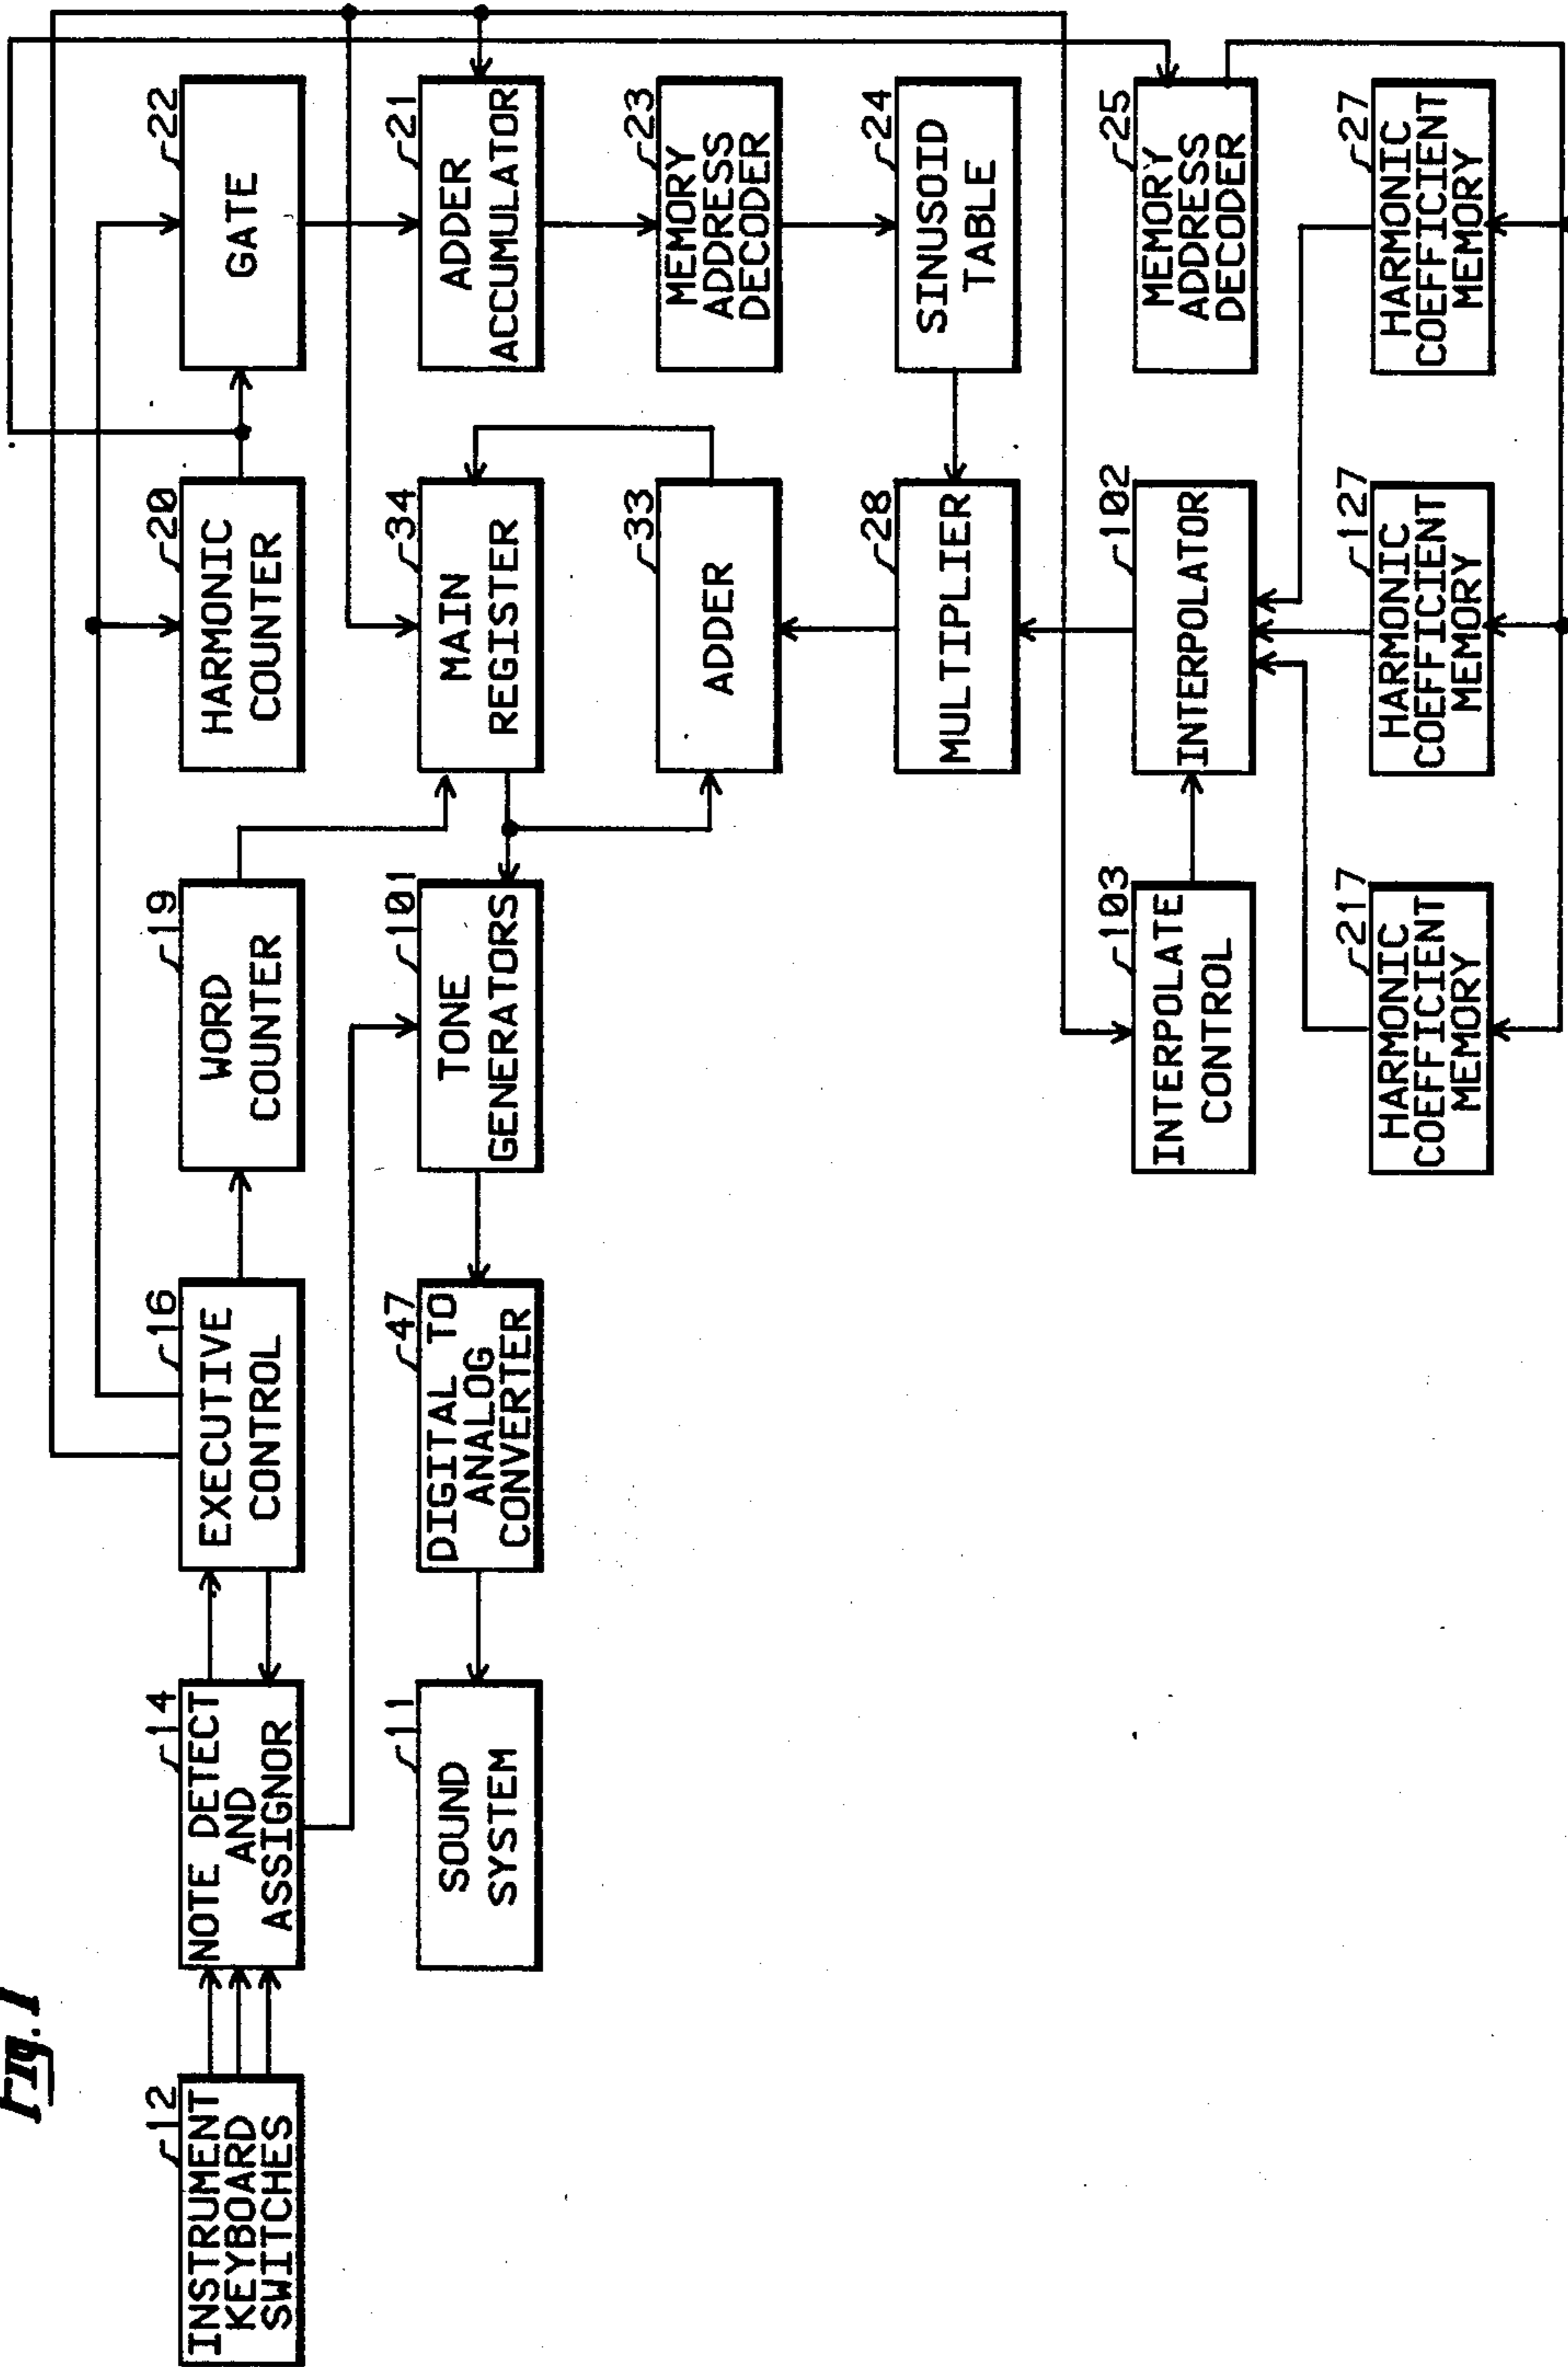 Fig. 1
12
INSTRUMENT
KEYBOARD
SWITCHES
14
NOTE DETECT
AND
ASSIGNOR
16
EXECUTIVE
CONTROL
19
WORD
COUNTER
20
HARMONIC
COUNTER
22
GATE
11
SOUND
SYSTEM
47
DIGITAL TO
ANALOG
CONVERTER
101
TONE
GENERATORS
34
MAIN
REGISTER
21
ADDER
ACCUMULATOR
33
ADDER
23
MEMORY
ADDRESS
DECODER
28
MULTIPLIER
24
SINUSOID
TABLE
103
INTERPOLATE
CONTROL
102
INTERPOLATOR
25
MEMORY
ADDRESS
DECODER
217
HARMONIC
COEFFICIENT
MEMORY
127
HARMONIC
COEFFICIENT
MEMORY
27
HARMONIC
COEFFICIENT
MEMORY